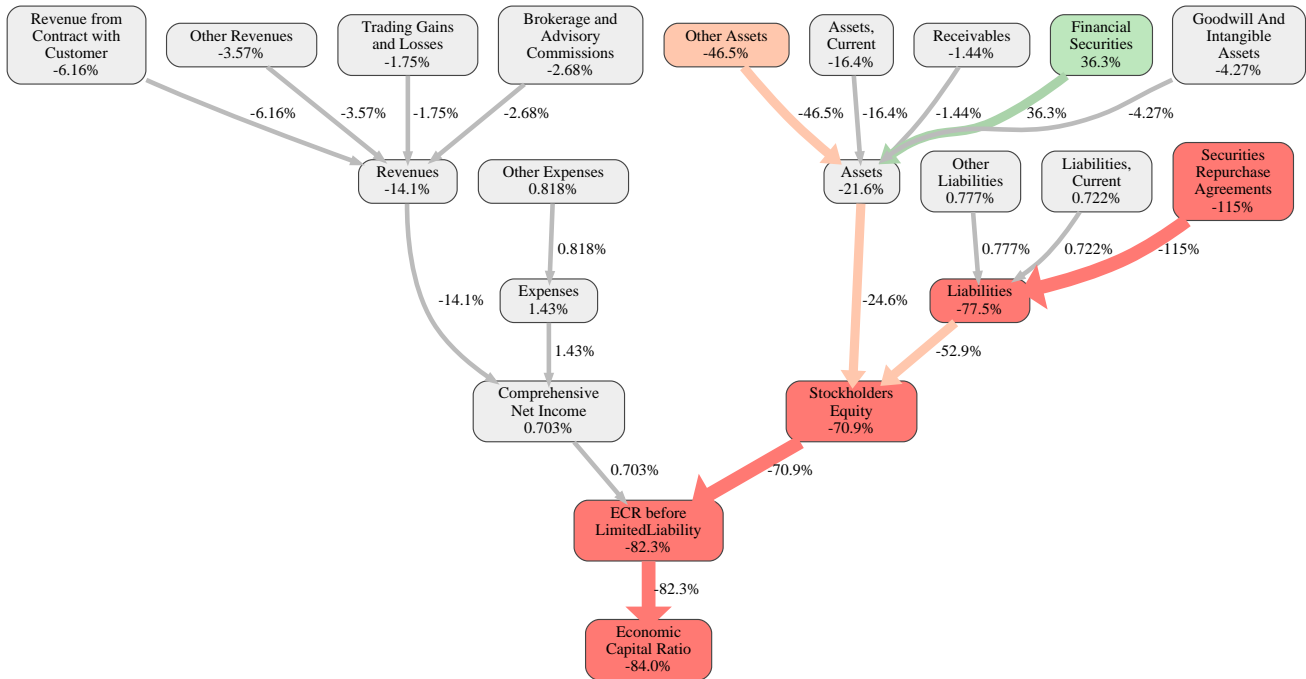 Revenue from
Contract with
Customer
-6.16%
Other Revenues
-3.57%
Trading Gains
and Losses
-1.75%
Brokerage and
Advisory
Commissions
-2.68%
Other Assets
-46.5%
Assets,
Current
-16.4%
Receivables
-1.44%
Financial
Securities
36.3%
Goodwill And
Intangible
Assets
-4.27%
-6.16%
-3.57%
-1.75%
-2.68%
-46.5%
-16.4%
-1.44%
36.3%
-4.27%
Revenues
-14.1%
Other Expenses
0.818%
Assets
-21.6%
Other
Liabilities
0.777%
Liabilities,
Current
0.722%
Securities
Repurchase
Agreements
-115%
0.818%
0.777%
0.722%
-115%
-14.1%
Expenses
1.43%
-24.6%
Liabilities
-77.5%
1.43%
-52.9%
Comprehensive
Net Income
0.703%
Stockholders
Equity
-70.9%
0.703%
-70.9%
ECR before
LimitedLiability
-82.3%
-82.3%
Economic
Capital Ratio
-84.0%